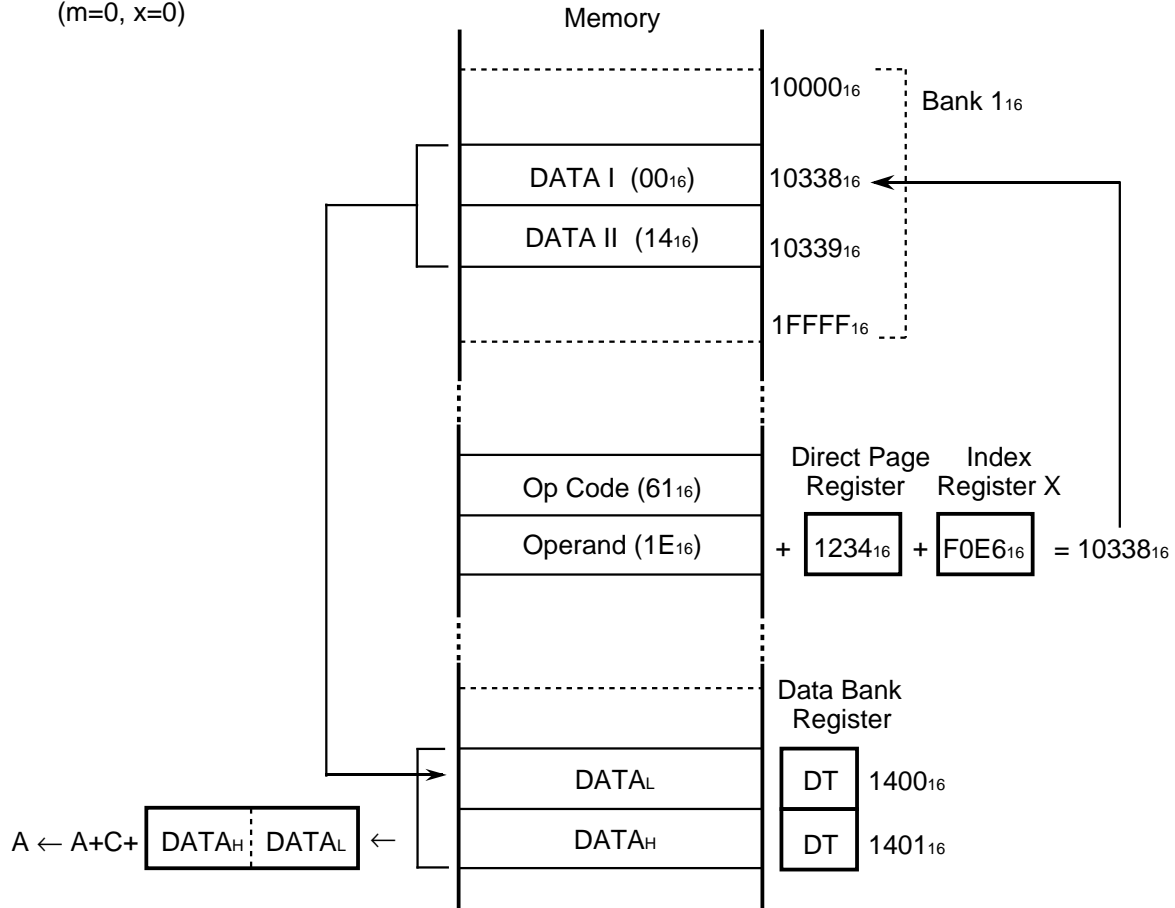 (m=0, x=0)
Memory
10000₁₆
Bank 1₁₆
DATA I (00₁₆)
10338₁₆
DATA II (14₁₆)
10339₁₆
1FFFF₁₆
Direct Page
Register
Index
Register X
Op Code (61₁₆)
Operand (1E₁₆)
+ 1234₁₆ + F0E6₁₆ = 10338₁₆
Data Bank
Register
DATAL
DT 1400₁₆
A ← A+C+ DATAH DATAL ←
DATAH
DT 1401₁₆